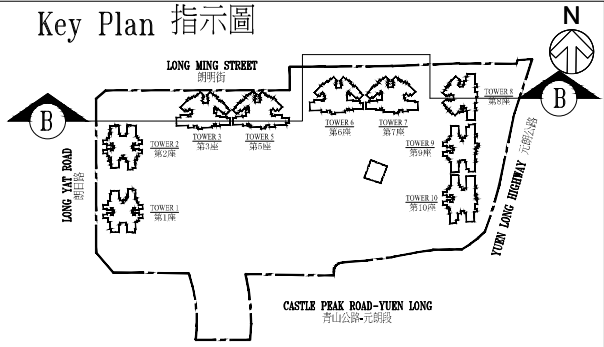 Key Plan 指示圖
N
LONG MING STREET
朗明街
B
B
TOWER 8
第8座
TOWER 3
第3座
TOWER 5
第5座
TOWER 6
第6座
TOWER 7
第7座
TOWER 2
第2座
TOWER 9
第9座
LONG YAT ROAD
朗日路
YUEN LONG HIGHWAY 元朗公路
TOWER 1
第1座
TOWER 10
第10座
CASTLE PEAK ROAD-YUEN LONG
青山公路-元朗段